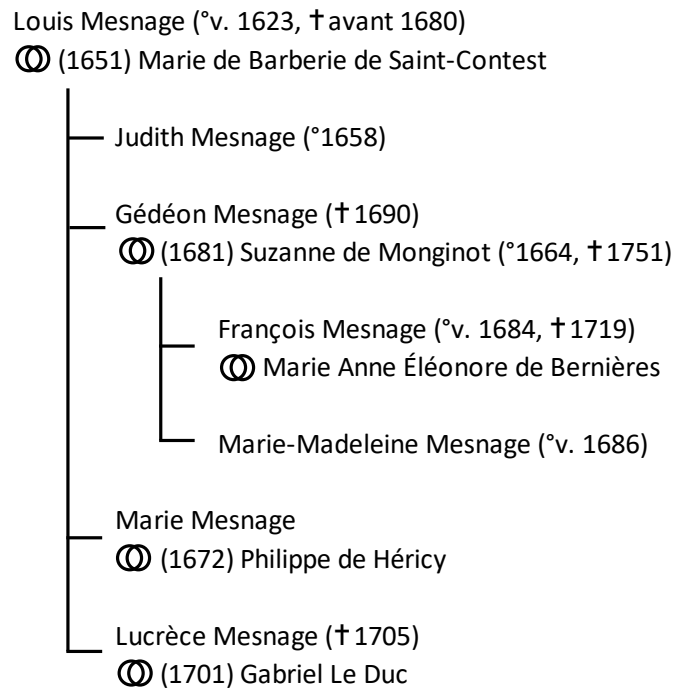 Louis Mesnage (°v. 1623, †avant 1680)
(1651) Marie de Barberie de Saint-Contest
Judith Mesnage (°1658)
Gédéon Mesnage (†1690)
(1681) Suzanne de Monginot (°1664, †1751)
François Mesnage (°v. 1684, †1719)
Marie Anne Éléonore de Bernières
Marie-Madeleine Mesnage (°v. 1686)
Marie Mesnage
(1672) Philippe de Héricy
Lucrèce Mesnage (†1705)
(1701) Gabriel Le Duc